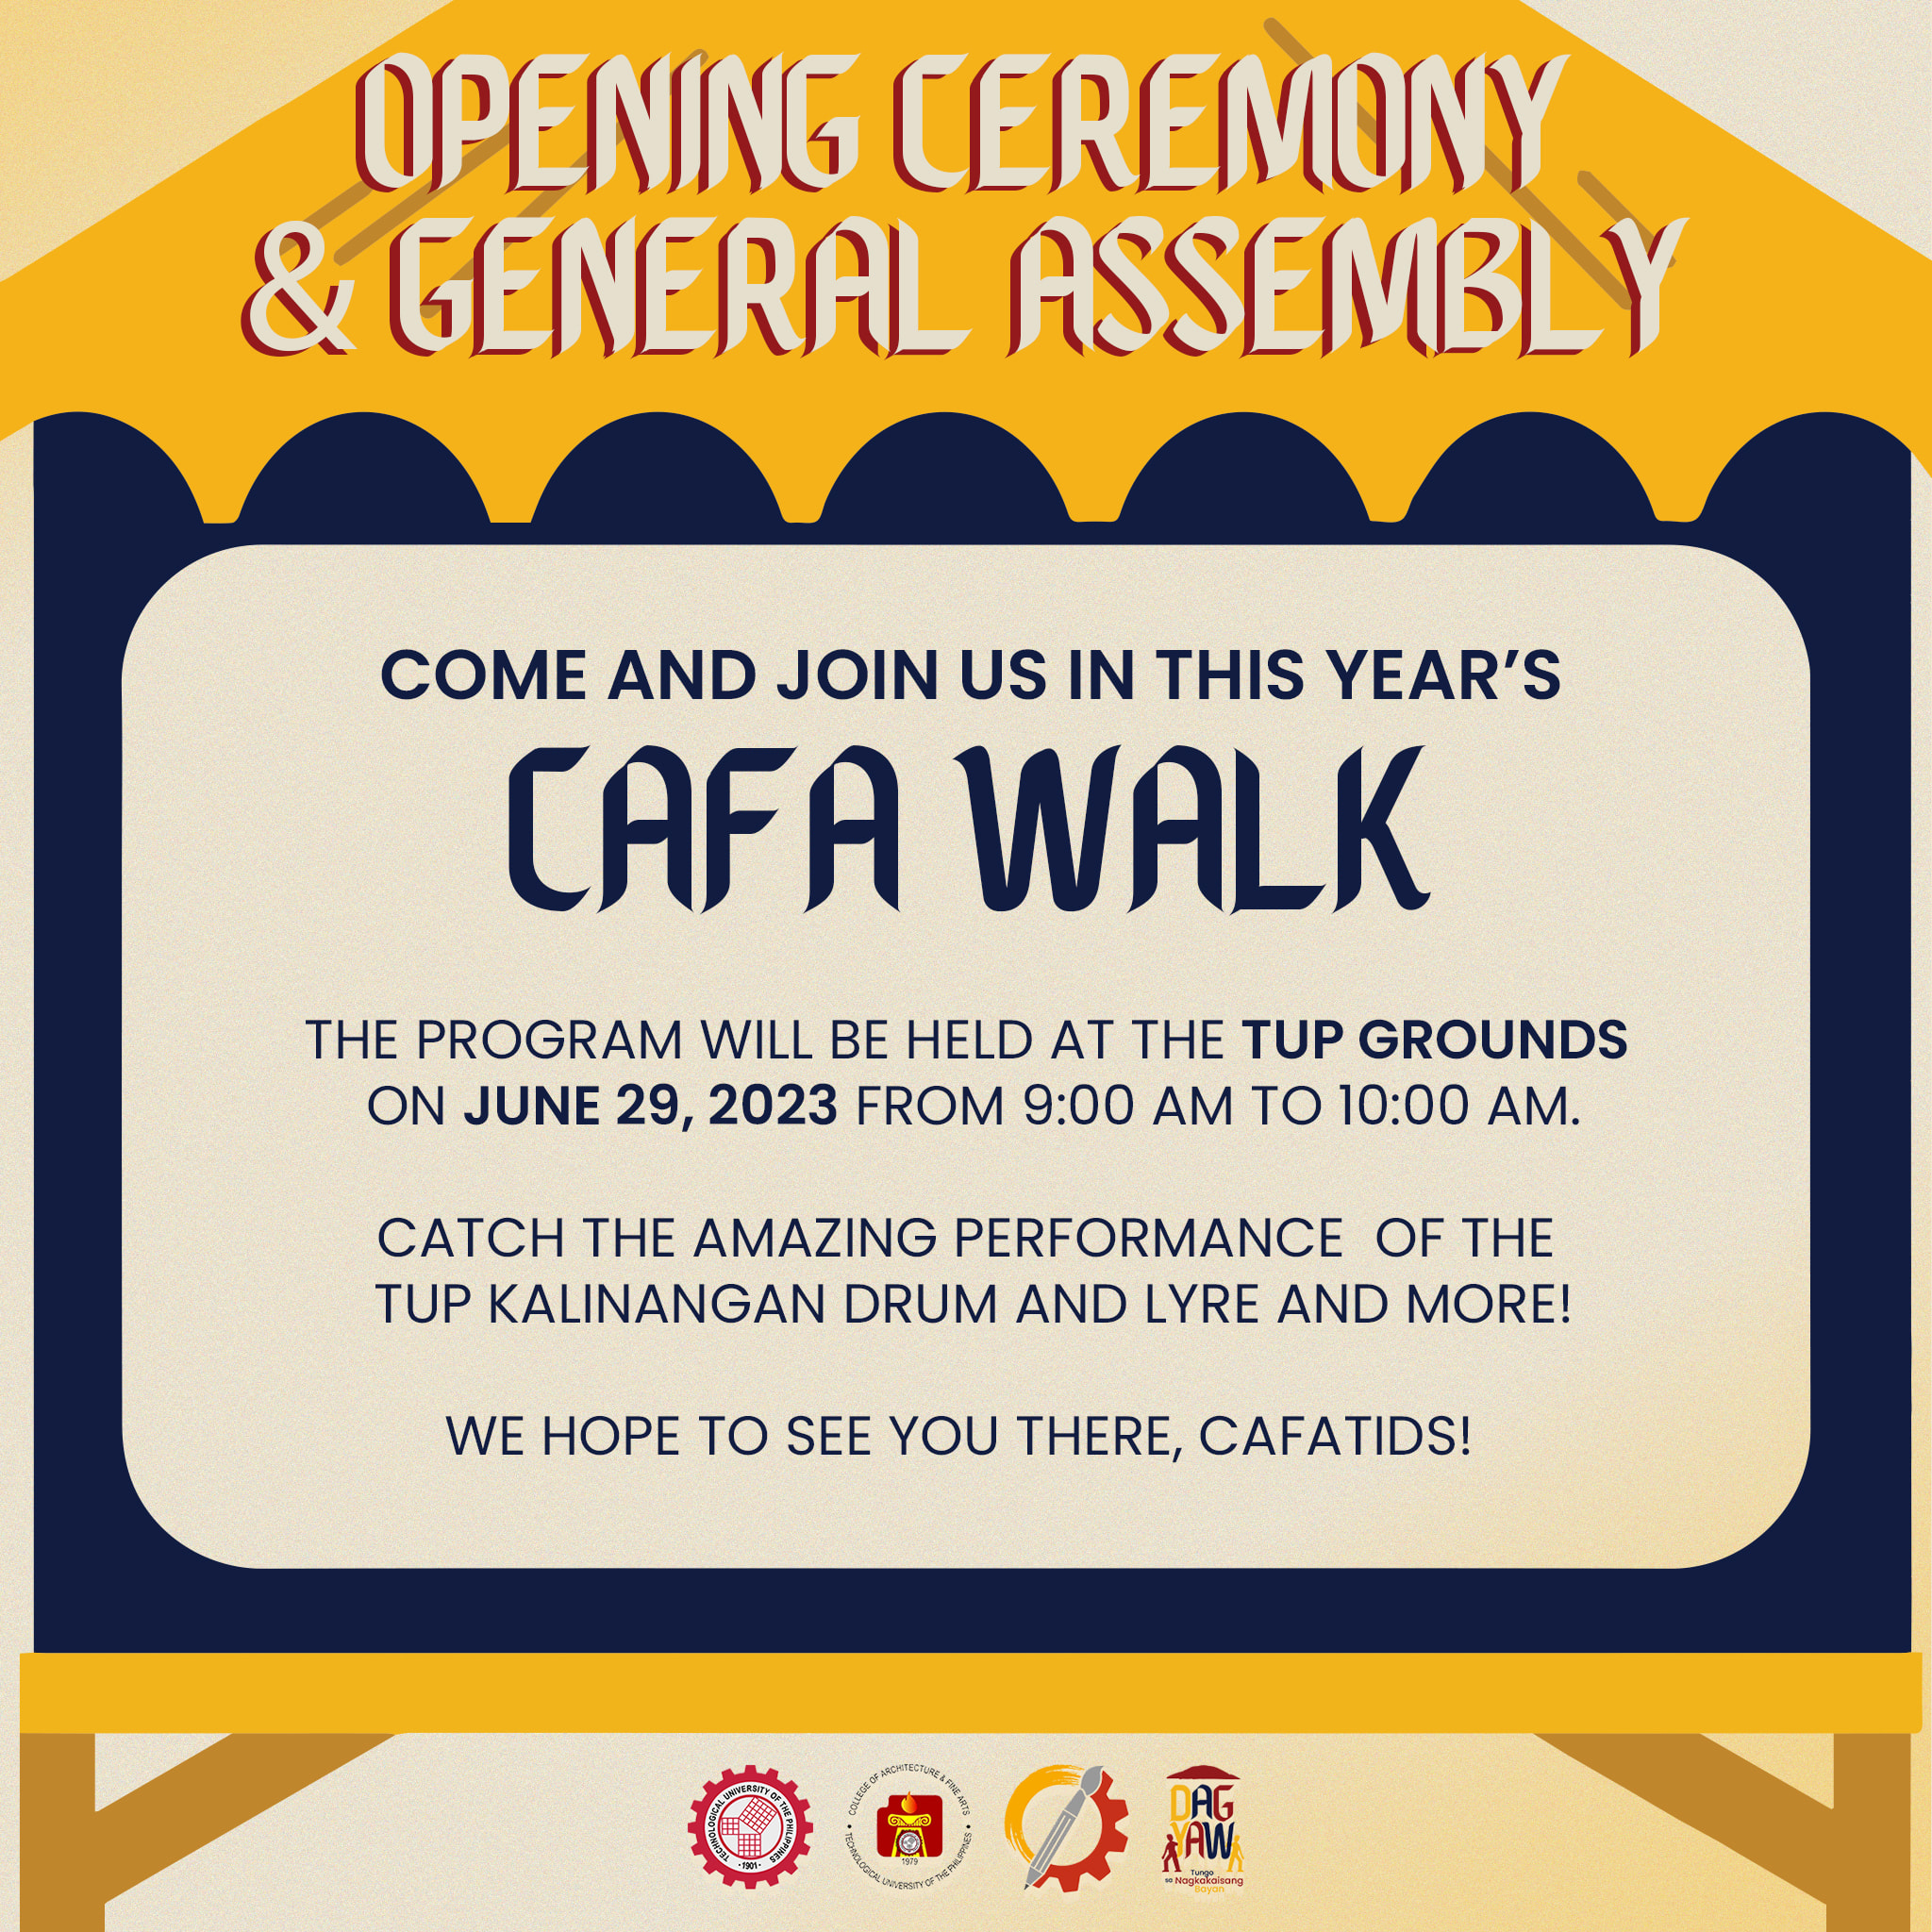 OPENING CEREMONY
& GENERAL ASSEMBLY
COME AND JOIN US IN THIS YEAR’S
CAFA WALK
THE PROGRAM WILL BE HELD AT THE TUP GROUNDS
ON JUNE 29, 2023 FROM 9:00 AM TO 10:00 AM.
CATCH THE AMAZING PERFORMANCE OF THE
TUP KALINANGAN DRUM AND LYRE AND MORE!
WE HOPE TO SEE YOU THERE, CAFATIDS!
TECHNOLOGICAL UNIVERSITY OF THE PHILIPPINES
·1901·
COLLEGE OF ARCHITECTURE & FINE ARTS
TECHNOLOGICAL UNIVERSITY OF THE PHILIPPINES
1979
DAG
YAW
Tungo
sa Nagkakaisang
Bayan